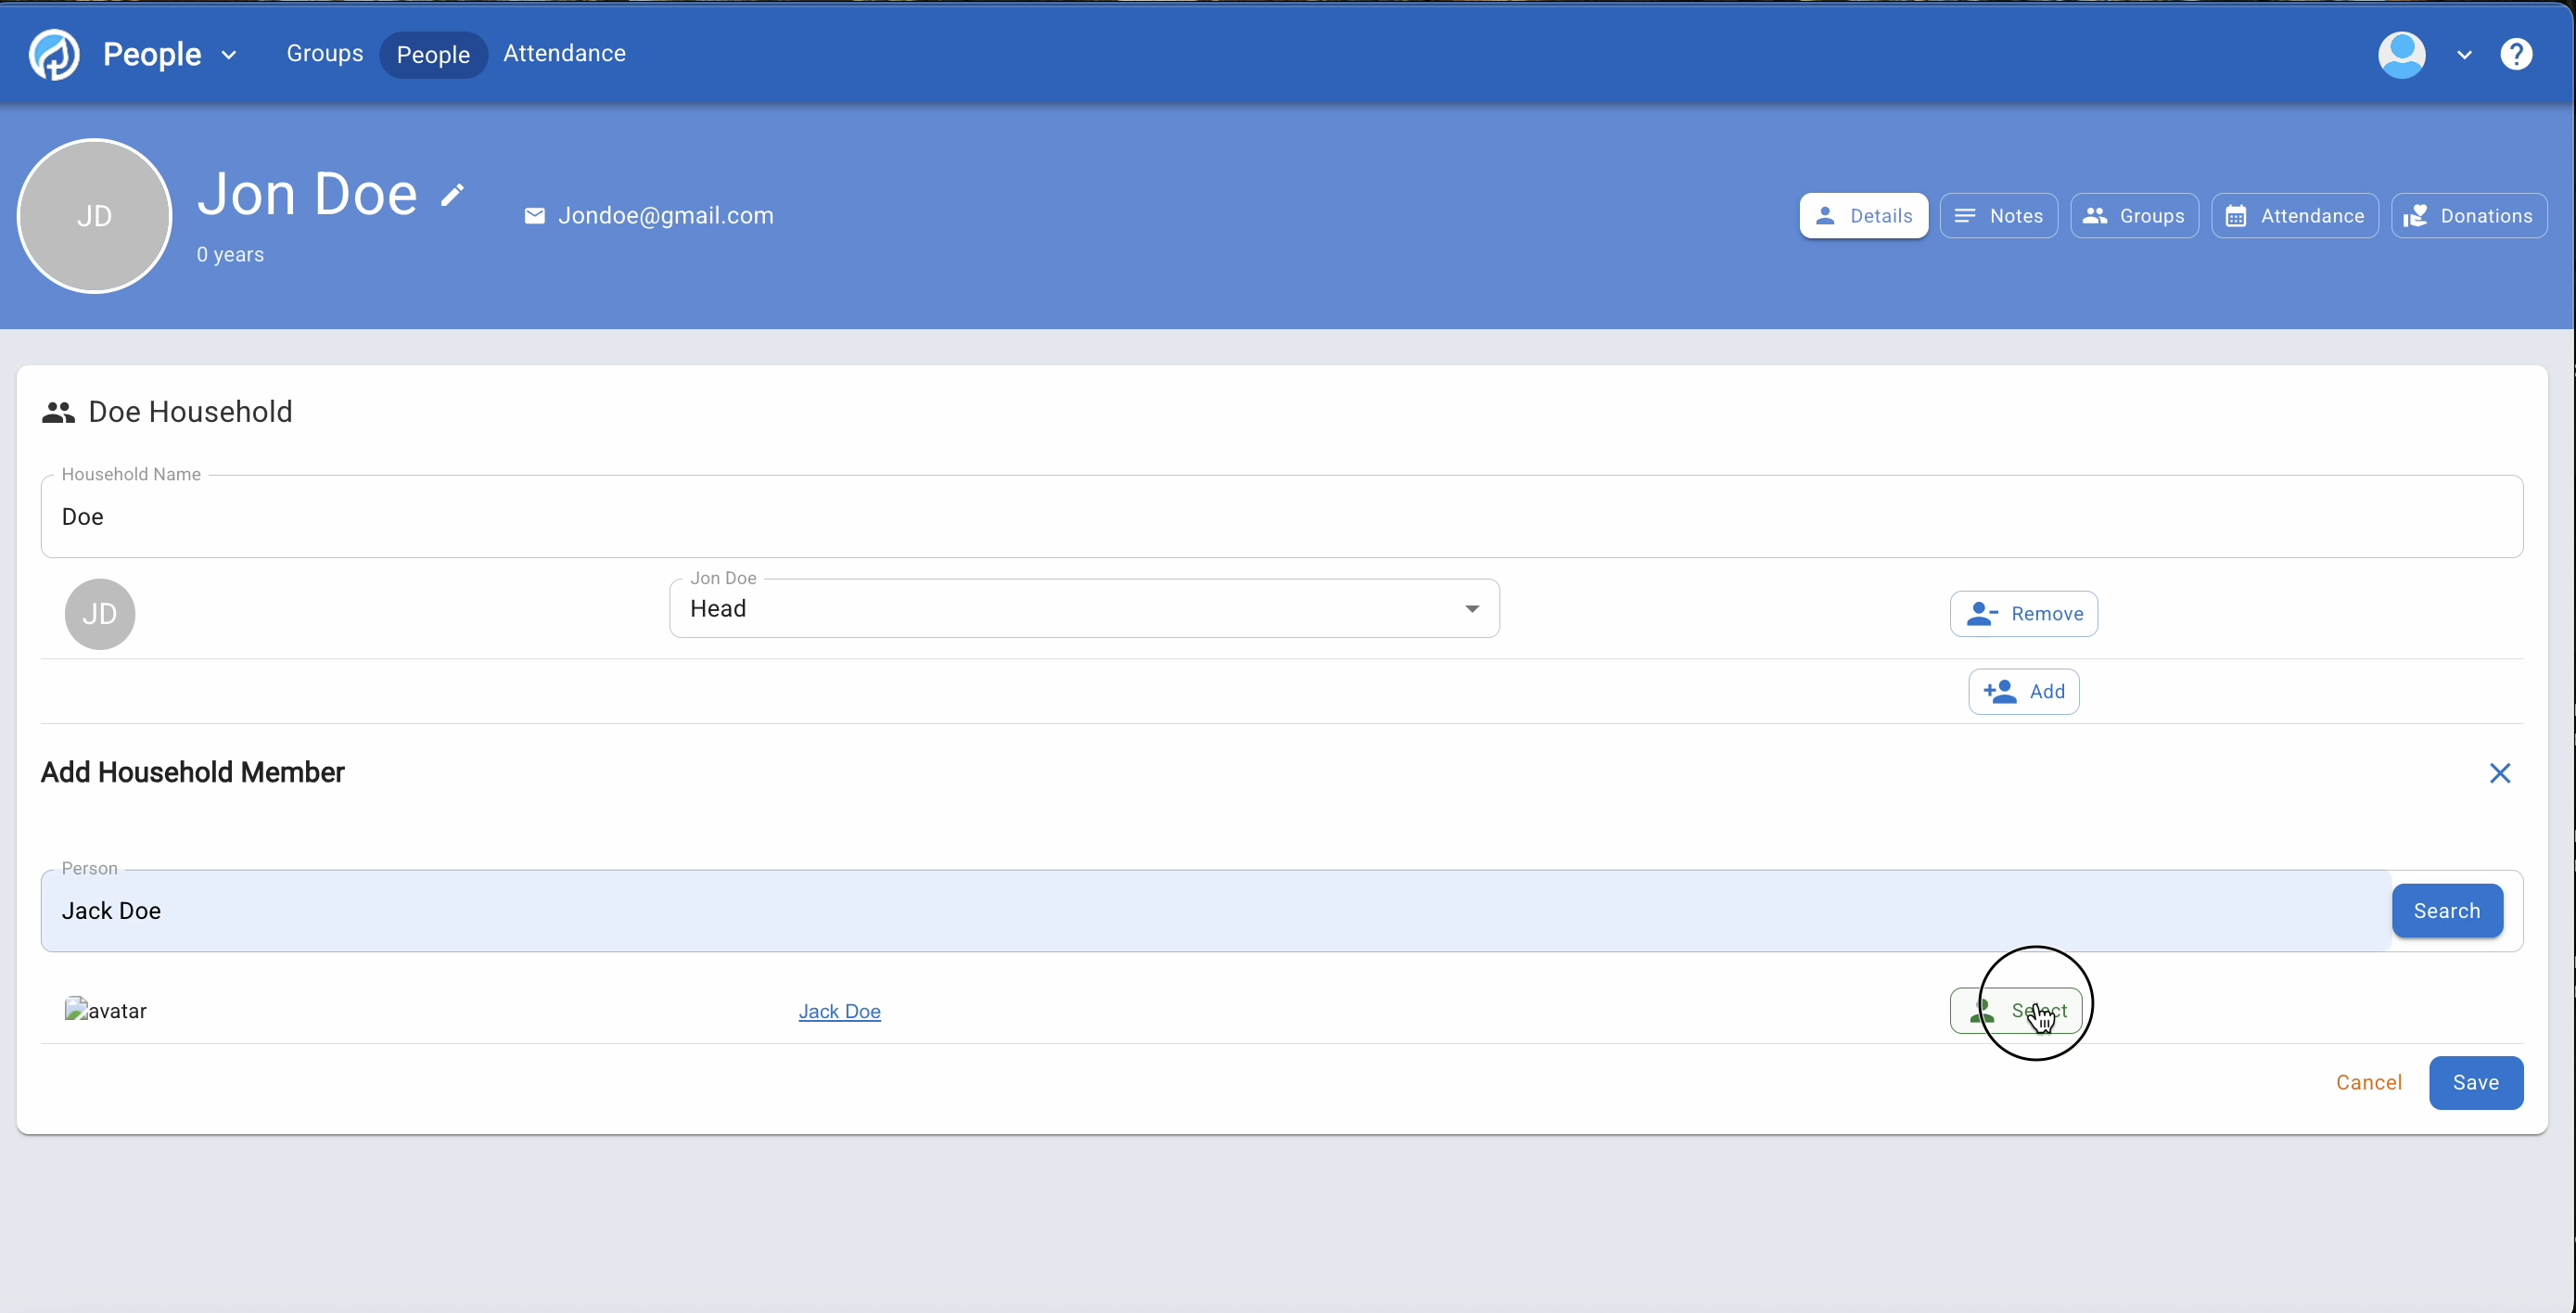 People Groups People Attendance
JD
Jon Doe
0 years
Jondoe@gmail.com
Details Notes Groups Attendance Donations
Doe Household
Household Name
Doe
JD
Jon Doe
Head
Remove
Add
Add Household Member
Person
Jack Doe
Search
avatar Jack Doe Select
Cancel Save